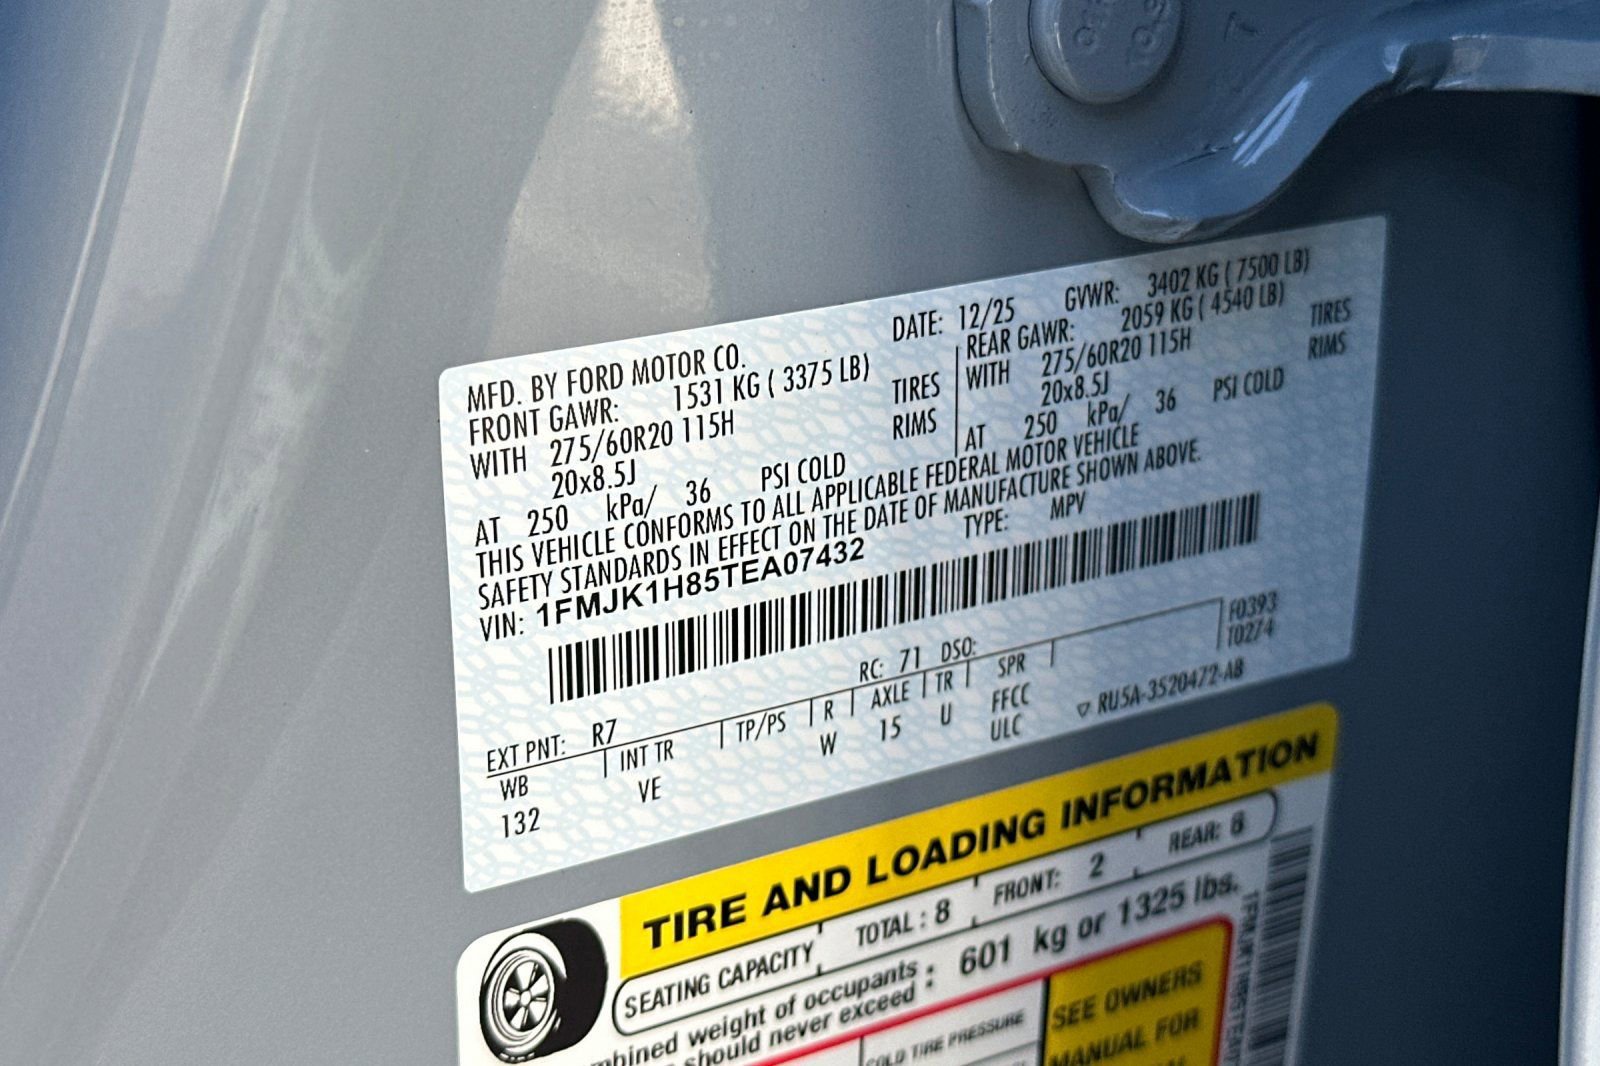 DATE: 12/25 GVWR: 3402 KG ( 7500 LB)
MFD. BY FORD MOTOR CO.
FRONT GAWR: 1531 KG ( 3375 LB)
WITH 275/60R20 115H TIRES
20x8.5J RIMS
AT 250 kPa/ 36 PSI COLD
REAR GAWR: 2059 KG ( 4540 LB)
WITH 275/60R20 115H TIRES
20x8.5J RIMS
AT 250 kPa/ 36 PSI COLD
THIS VEHICLE CONFORMS TO ALL APPLICABLE FEDERAL MOTOR VEHICLE
SAFETY STANDARDS IN EFFECT ON THE DATE OF MANUFACTURE SHOWN ABOVE.
VIN: 1FMJK1H85TEA07432 TYPE: MPV
F0393
T0274
EXT PNT: R7 RC: 71 DSO:
WB INT TR TP/PS R AXLE TR SPR
132 VE W 15 U FFCC
ULC
RU5A-3520472-AB
TIRE AND LOADING INFORMATION
SEATING CAPACITY TOTAL : 8 FRONT: 2 REAR: 6
mbined weight of occupants
should never exceed : 601 kg or 1325 lbs.
COLD TIRE PRESSURE
SEE OWNERS
MANUAL FOR